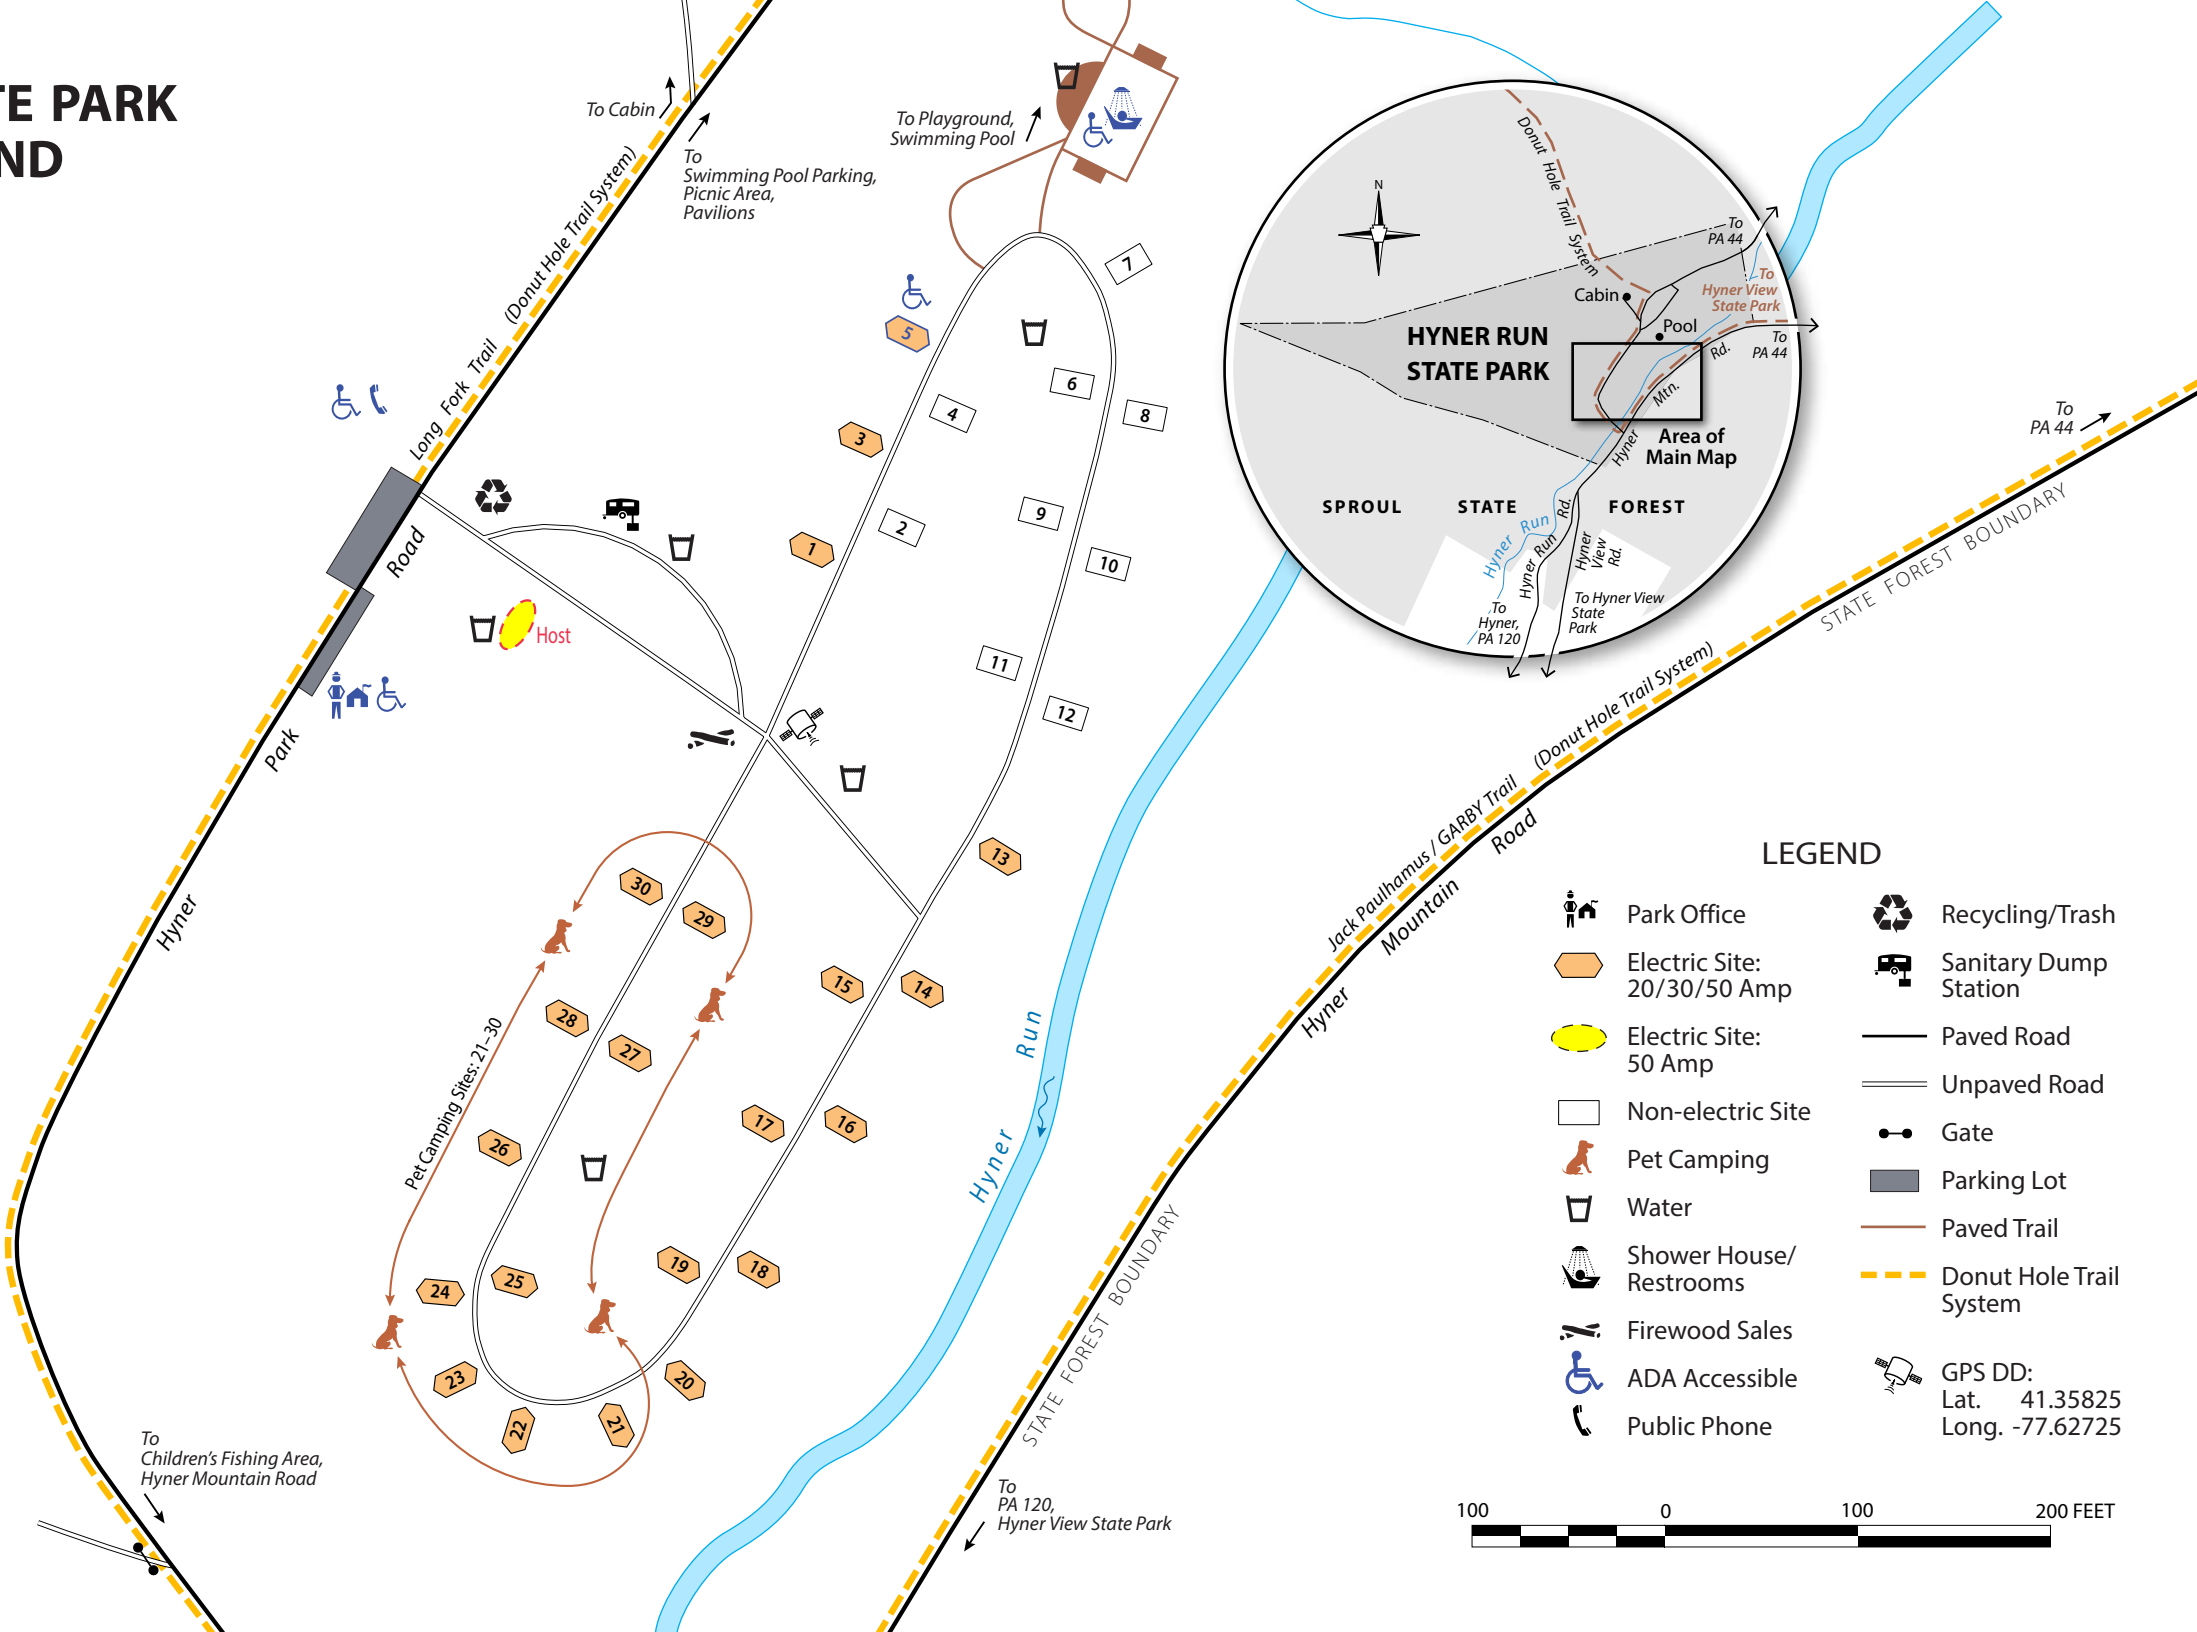 TE PARK
ND
To Cabin
To
Swimming Pool Parking,
Picnic Area,
Pavilions
To Playground,
Swimming Pool
Long Fork Trail (Donut Hole Trail System)
Hyner Park Road
Host
1
2
3
4
5
6
7
8
9
10
11
12
13
14
15
16
17
18
19
20
21
22
23
24
25
26
27
28
29
30
Pet Camping Sites: 21–30
Hyner Run
To
Children's Fishing Area,
Hyner Mountain Road
To
PA 120,
Hyner View State Park
STATE FOREST BOUNDARY
Hyner Mountain Road
Jack Paulhamus / GARBY Trail (Donut Hole Trail System)
STATE FOREST BOUNDARY
To
PA 44
N
Donut Hole Trail System
To
PA 44
Cabin
To
Hyner View
State Park
Pool
To
PA 44
HYNER RUN
STATE PARK
Hyner Mtn. Rd.
Area of
Main Map
SPROUL STATE FOREST
Hyner Run
Hyner Run Rd.
Hyner
View
Rd.
To
Hyner,
PA 120
To Hyner View
State
Park
LEGEND
Park Office
Electric Site:
20/30/50 Amp
Electric Site:
50 Amp
Non-electric Site
Pet Camping
Water
Shower House/
Restrooms
Firewood Sales
ADA Accessible
Public Phone
Recycling/Trash
Sanitary Dump
Station
Paved Road
Unpaved Road
Gate
Parking Lot
Paved Trail
Donut Hole Trail
System
GPS DD:
Lat. 41.35825
Long. -77.62725
100 0 100 200 FEET